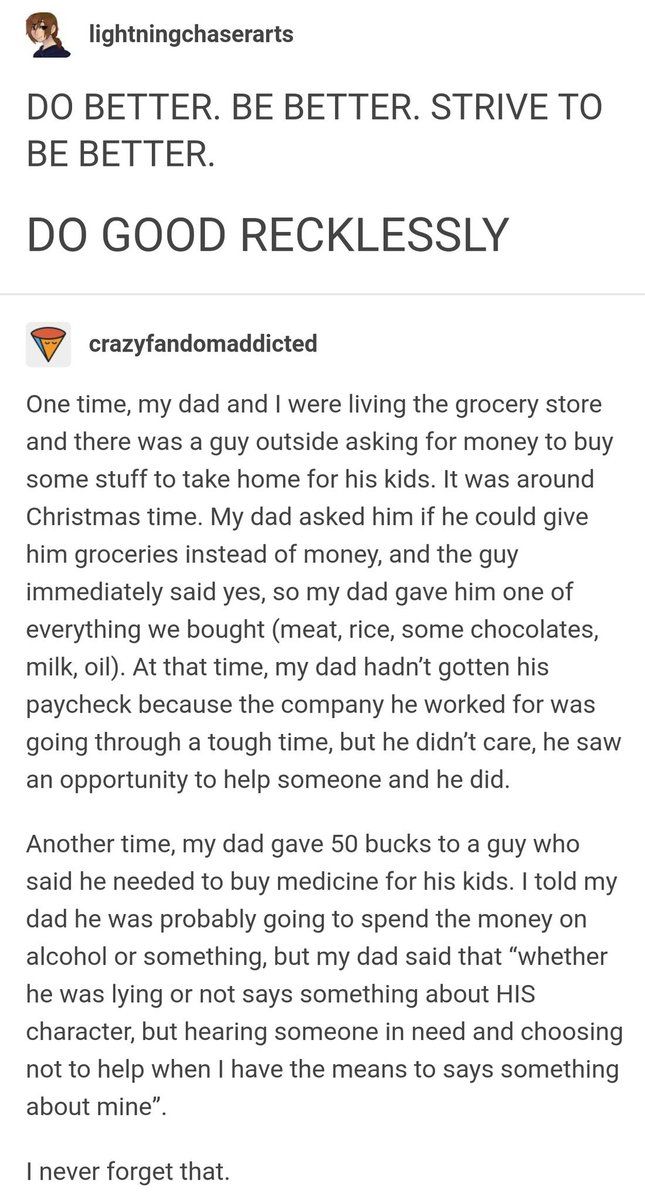 lightningchaserarts
DO BETTER. BE BETTER. STRIVE TO
BE BETTER.
DO GOOD RECKLESSLY
crazyfandomaddicted
One time, my dad and I were living the grocery store
and there was a guy outside asking for money to buy
some stuff to take home for his kids. It was around
Christmas time. My dad asked him if he could give
him groceries instead of money, and the guy
immediately said yes, so my dad gave him one of
everything we bought (meat, rice, some chocolates,
milk, oil). At that time, my dad hadn’t gotten his
paycheck because the company he worked for was
going through a tough time, but he didn’t care, he saw
an opportunity to help someone and he did.
Another time, my dad gave 50 bucks to a guy who
said he needed to buy medicine for his kids. I told my
dad he was probably going to spend the money on
alcohol or something, but my dad said that “whether
he was lying or not says something about HIS
character, but hearing someone in need and choosing
not to help when I have the means to says something
about mine”.
I never forget that.